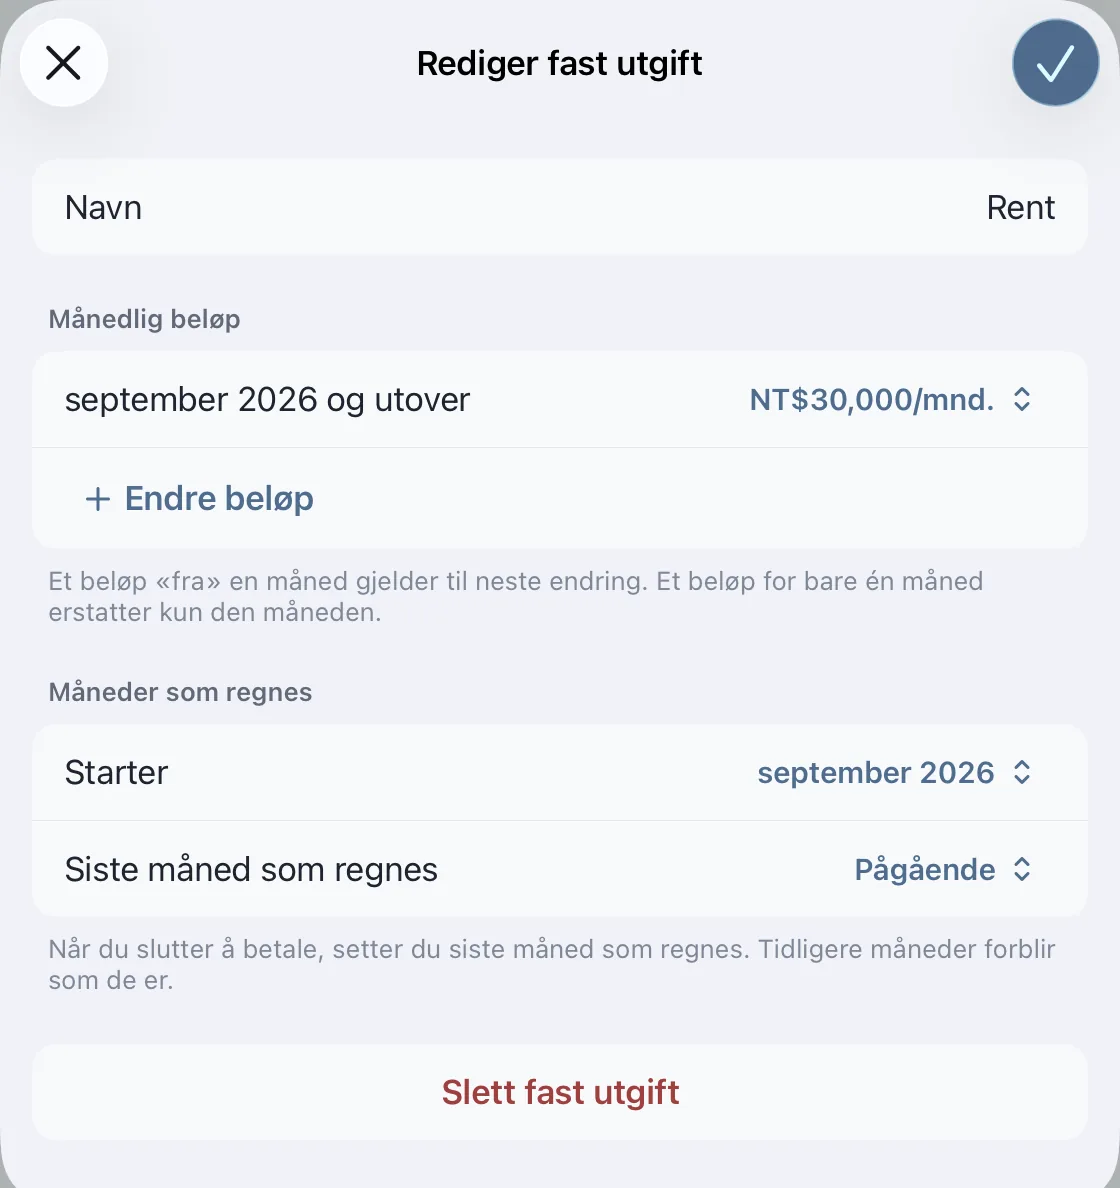 Rediger fast utgift
Navn
Rent
Månedlig beløp
september 2026 og utover
NT$30,000/mnd.
+ Endre beløp
Et beløp «fra» en måned gjelder til neste endring. Et beløp for bare én måned
erstatter kun den måneden.
Måneder som regnes
Starter
september 2026
Siste måned som regnes
Pågående
Når du slutter å betale, setter du siste måned som regnes. Tidligere måneder forblir
som de er.
Slett fast utgift